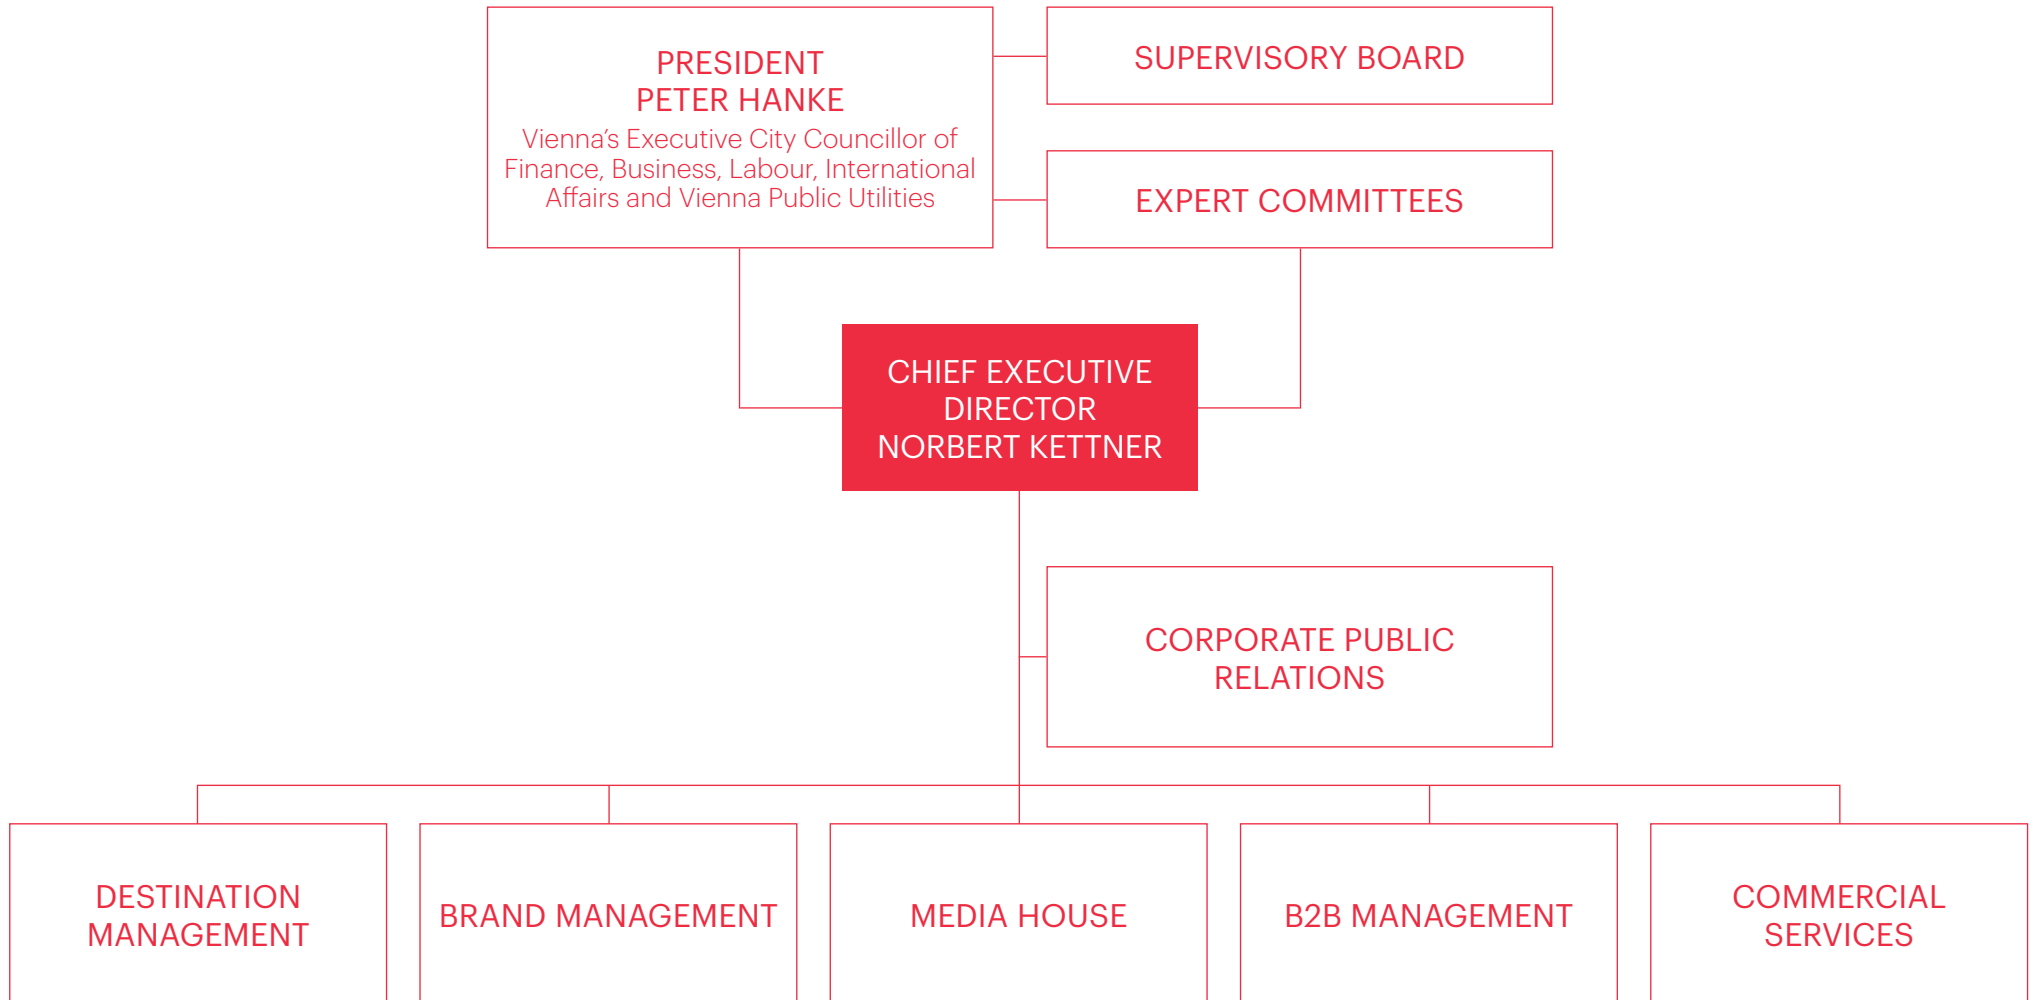 PRESIDENT
PETER HANKE
Vienna’s Executive City Councillor of
Finance, Business, Labour, International
Affairs and Vienna Public Utilities
SUPERVISORY BOARD
EXPERT COMMITTEES
CHIEF EXECUTIVE
DIRECTOR
NORBERT KETTNER
CORPORATE PUBLIC
RELATIONS
DESTINATION
MANAGEMENT
BRAND MANAGEMENT
MEDIA HOUSE
B2B MANAGEMENT
COMMERCIAL
SERVICES